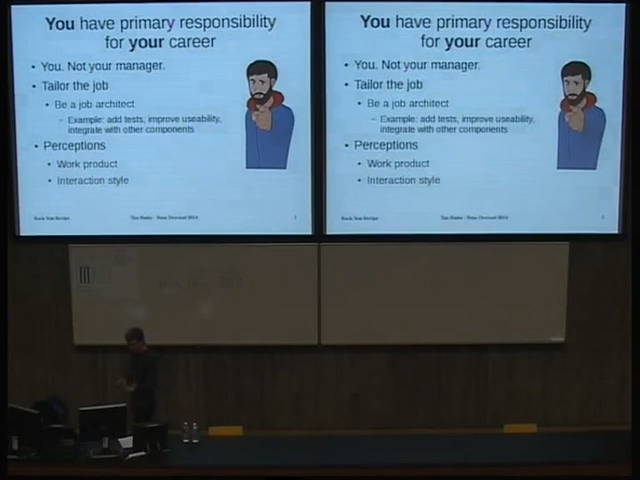 You have primary responsibility
for your career
• You. Not your manager.
• Tailor the job
• Be a job architect
– Example: add tests, improve useability,
integrate with other components
• Perceptions
• Work product
• Interaction style
You have primary responsibility
for your career
• You. Not your manager.
• Tailor the job
• Be a job architect
– Example: add tests, improve useability,
integrate with other components
• Perceptions
• Work product
• Interaction style